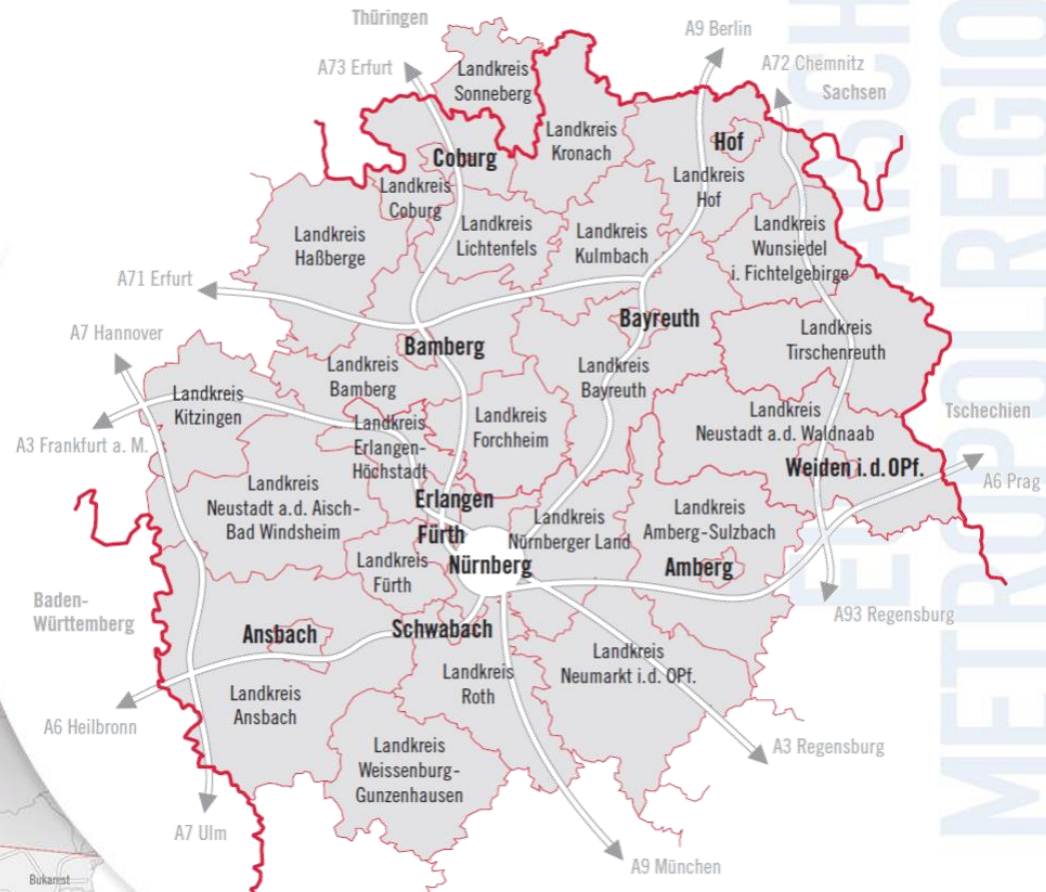 Thüringen
A9 Berlin
A73 Erfurt
A72 Chemnitz
Landkreis
Sonneberg
Sachsen
Landkreis
Kronach
Hof
Coburg
Landkreis
Hof
Landkreis
Coburg
Landkreis
Lichtenfels
Landkreis
Kulmbach
Landkreis
Wunsiedel
i. Fichtelgebirge
Landkreis
Haßberge
A71 Erfurt
Bayreuth
A7 Hannover
Bamberg
Landkreis
Tirschenreuth
Landkreis
Bamberg
Landkreis
Bayreuth
Landkreis
Kitzingen
Landkreis
Neustadt a.d. Waldnaab
Tschechien
Landkreis
Forchheim
Landkreis
Erlangen-
Höchstadt
A3 Frankfurt a. M.
Weiden i.d.OPf.
A6 Prag
Landkreis
Neustadt a.d. Aisch-
Bad Windsheim
Erlangen
Landkreis
Nürnberger Land
Landkreis
Amberg-Sulzbach
Fürth
Nürnberg
Landkreis
Fürth
Amberg
Baden-
Württemberg
A93 Regensburg
Ansbach
Schwabach
Landkreis
Neumarkt i.d. OPf.
Landkreis
Roth
Landkreis
Ansbach
A6 Heilbronn
A3 Regensburg
Landkreis
Weissenburg-
Gunzenhausen
A7 Ulm
A9 München
Bukarest
METROPOLREGIO